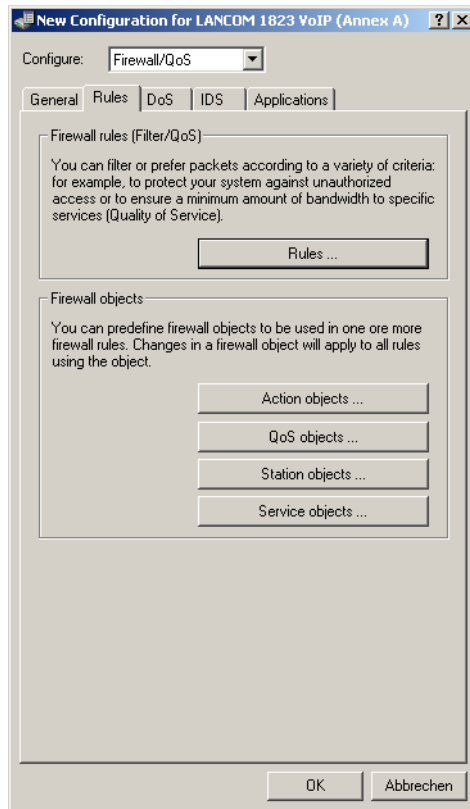 New Configuration for LANCOM 1823 VoIP (Annex A)
Configure: Firewall/QoS
General Rules DoS IDS Applications
Firewall rules (Filter/QoS)
You can filter or prefer packets according to a variety of criteria:
for example, to protect your system against unauthorized
access or to ensure a minimum amount of bandwidth to specific
services (Quality of Service).
Rules ...
Firewall objects
You can predefine firewall objects to be used in one ore more
firewall rules. Changes in a firewall object will apply to all rules
using the object.
Action objects ...
QoS objects ...
Station objects ...
Service objects ...
OK Abbrechen